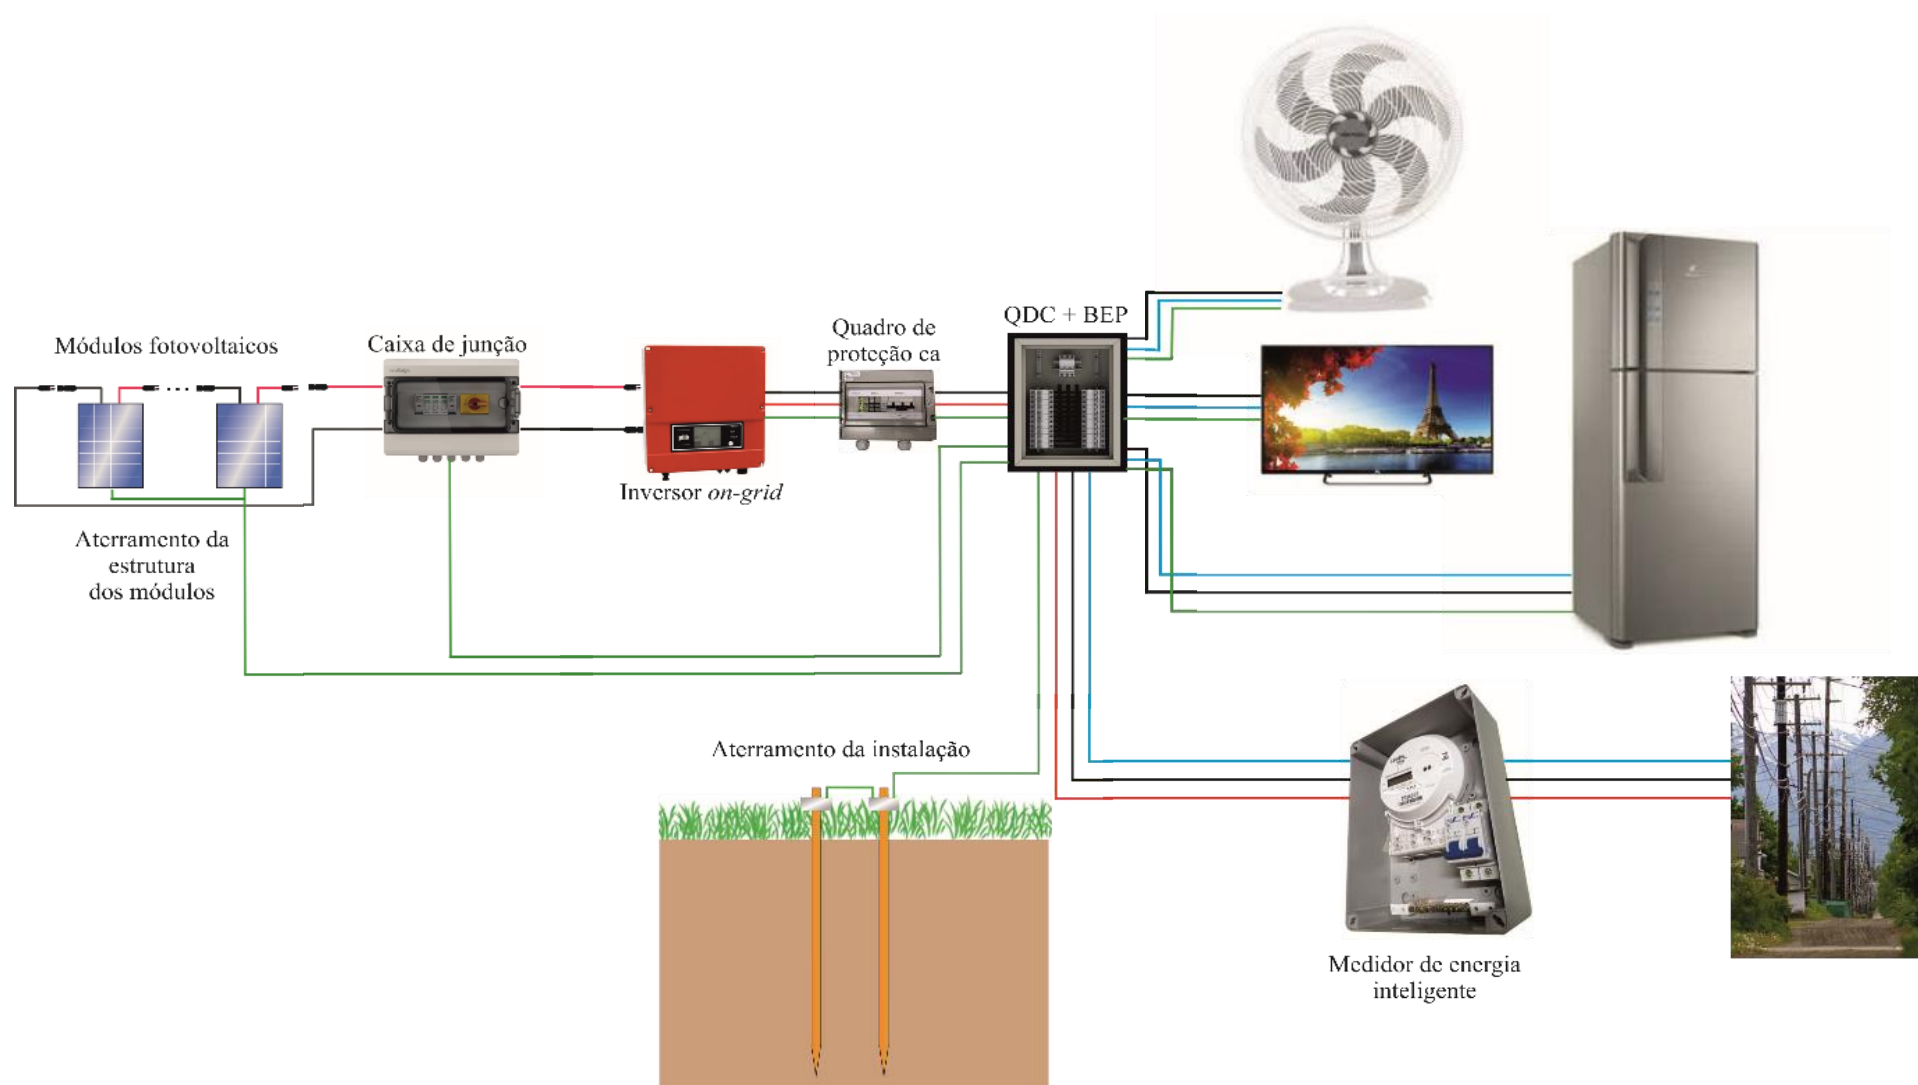 QDC + BEP
Quadro de
proteção ca
Caixa de junção
Módulos fotovoltaicos
Inversor on-grid
Aterramento da
estrutura
dos módulos
Aterramento da instalação
Medidor de energia
inteligente